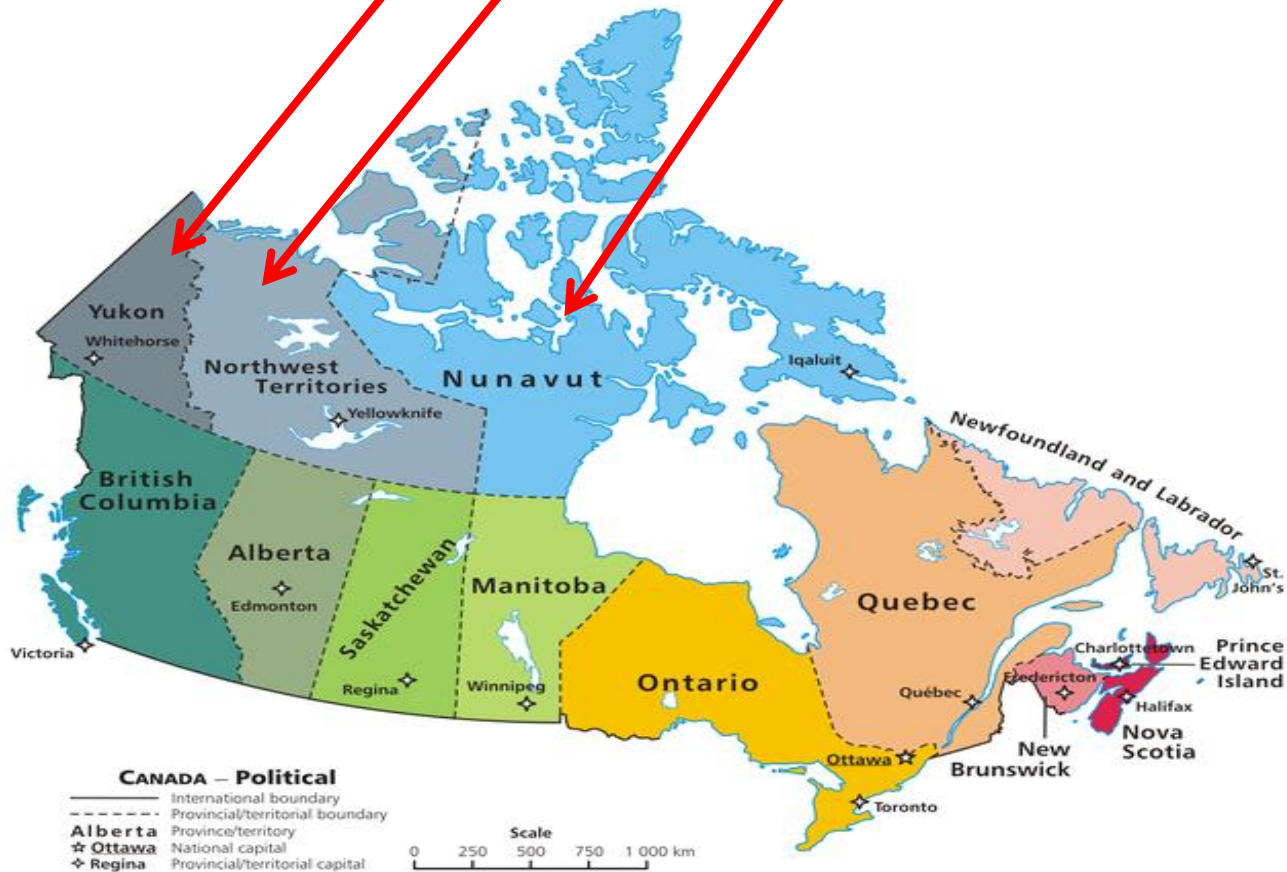 Yukon
Whitehorse
Northwest
Territories
Yellowknife
Nunavut
Iqaluit
Newfoundland and Labrador
British
Columbia
Alberta
Edmonton
Saskatchewan
Regina
Manitoba
Winnipeg
Victoria
Ontario
Quebec
Québec
St.
John's
Charlottetown
Prince
Edward
Island
Fredericton
Halifax
Nova
Scotia
New
Brunswick
Ottawa
Toronto
CANADA – Political
International boundary
Provincial/territorial boundary
Alberta Province/territory
Ottawa National capital
Regina Provincial/territorial capital
Scale
0 250 500 750 1 000 km